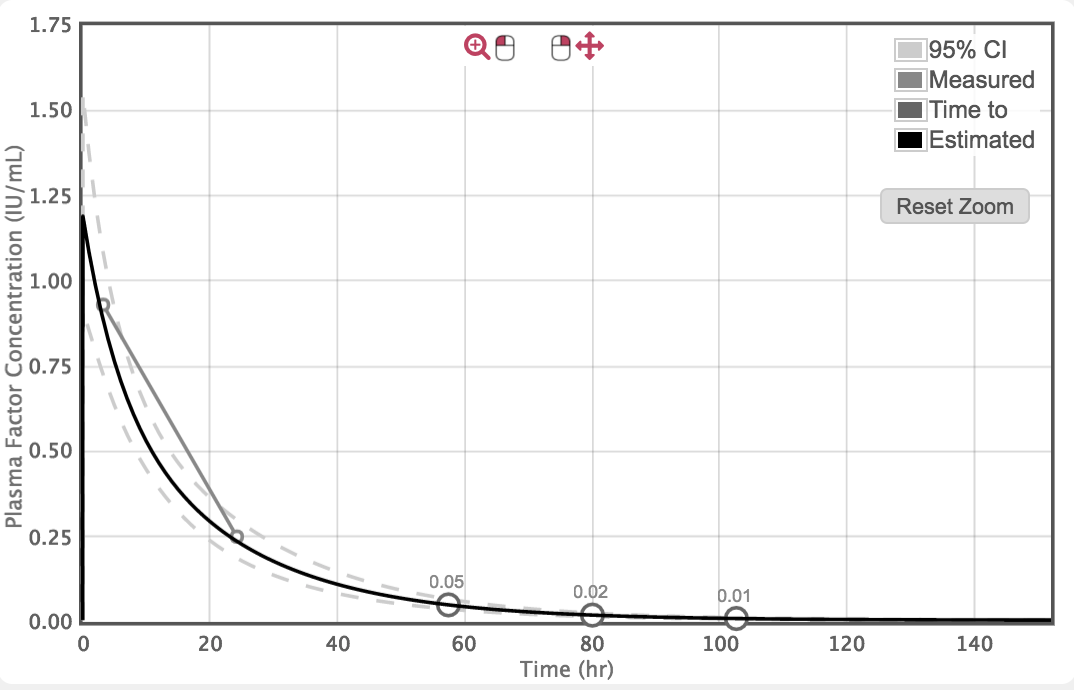 1.75
1.50
1.25
1.00
0.75
0.50
0.25
0.00
Plasma Factor Concentration (IU/mL)
95% CI
Measured
Time to
Estimated
Reset Zoom
0.05
0.02
0.01
0 20 40 60 80 100 120 140
Time (hr)